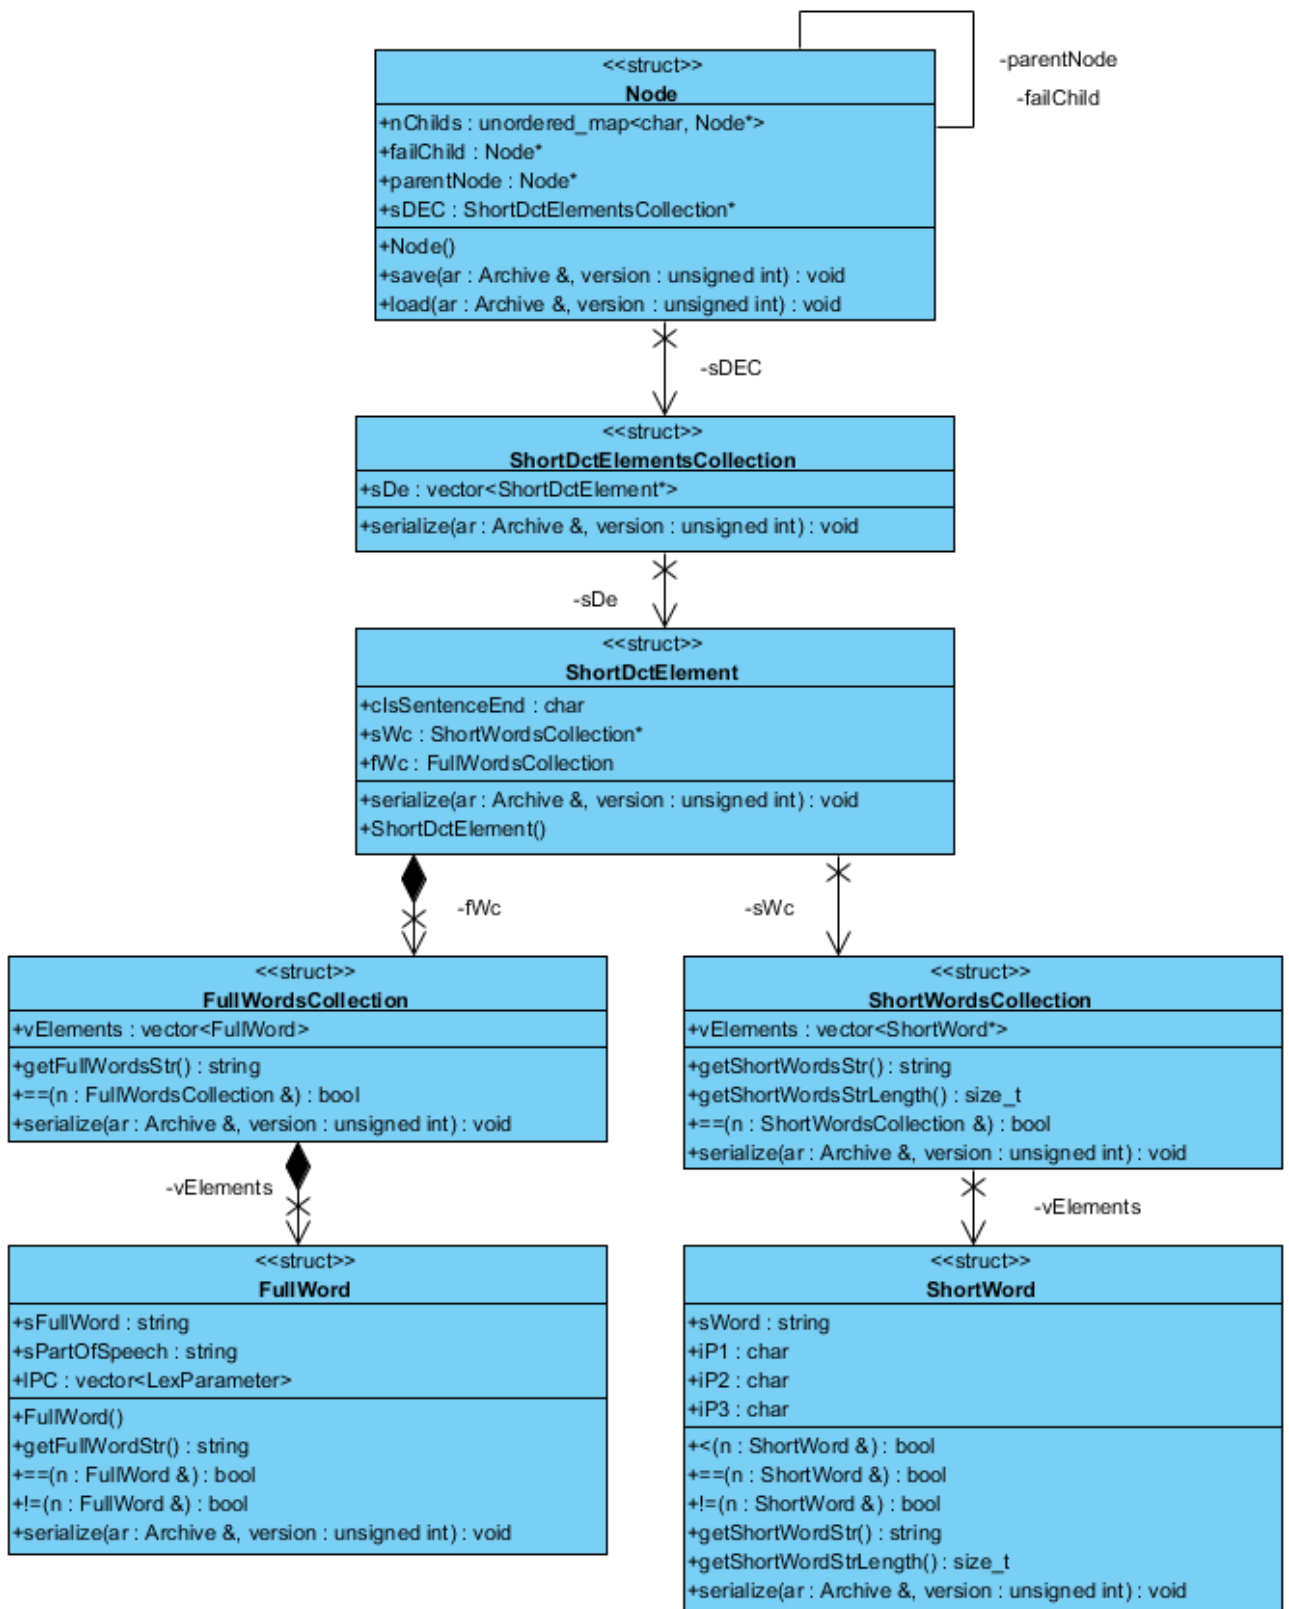 -parentNode
-failChild
<<struct>>
Node
+nChilds : unordered_map<char, Node*>
+failChild : Node*
+parentNode : Node*
+sDEC : ShortDctElementsCollection*
+Node()
+save(ar : Archive &, version : unsigned int) : void
+load(ar : Archive &, version : unsigned int) : void
-sDEC
<<struct>>
ShortDctElementsCollection
+sDe : vector<ShortDctElement*>
+serialize(ar : Archive &, version : unsigned int) : void
-sDe
<<struct>>
ShortDctElement
+cIsSentenceEnd : char
+sWc : ShortWordsCollection*
+fWc : FullWordsCollection
+serialize(ar : Archive &, version : unsigned int) : void
+ShortDctElement()
-fWc
-sWc
<<struct>>
FullWordsCollection
+vElements : vector<FullWord>
+getFullWordsStr() : string
+==(n : FullWordsCollection &) : bool
+serialize(ar : Archive &, version : unsigned int) : void
<<struct>>
ShortWordsCollection
+vElements : vector<ShortWord*>
+getShortWordsStr() : string
+getShortWordsStrLength() : size_t
+==(n : ShortWordsCollection &) : bool
+serialize(ar : Archive &, version : unsigned int) : void
-vElements
-vElements
<<struct>>
FullWord
+sFullWord : string
+sPartOfSpeech : string
+lPC : vector<LexParameter>
+FullWord()
+getFullWordStr() : string
+==(n : FullWord &) : bool
+!=(n : FullWord &) : bool
+serialize(ar : Archive &, version : unsigned int) : void
<<struct>>
ShortWord
+sWord : string
+iP1 : char
+iP2 : char
+iP3 : char
+<(n : ShortWord &) : bool
+==(n : ShortWord &) : bool
+!=(n : ShortWord &) : bool
+getShortWordStr() : string
+getShortWordStrLength() : size_t
+serialize(ar : Archive &, version : unsigned int) : void